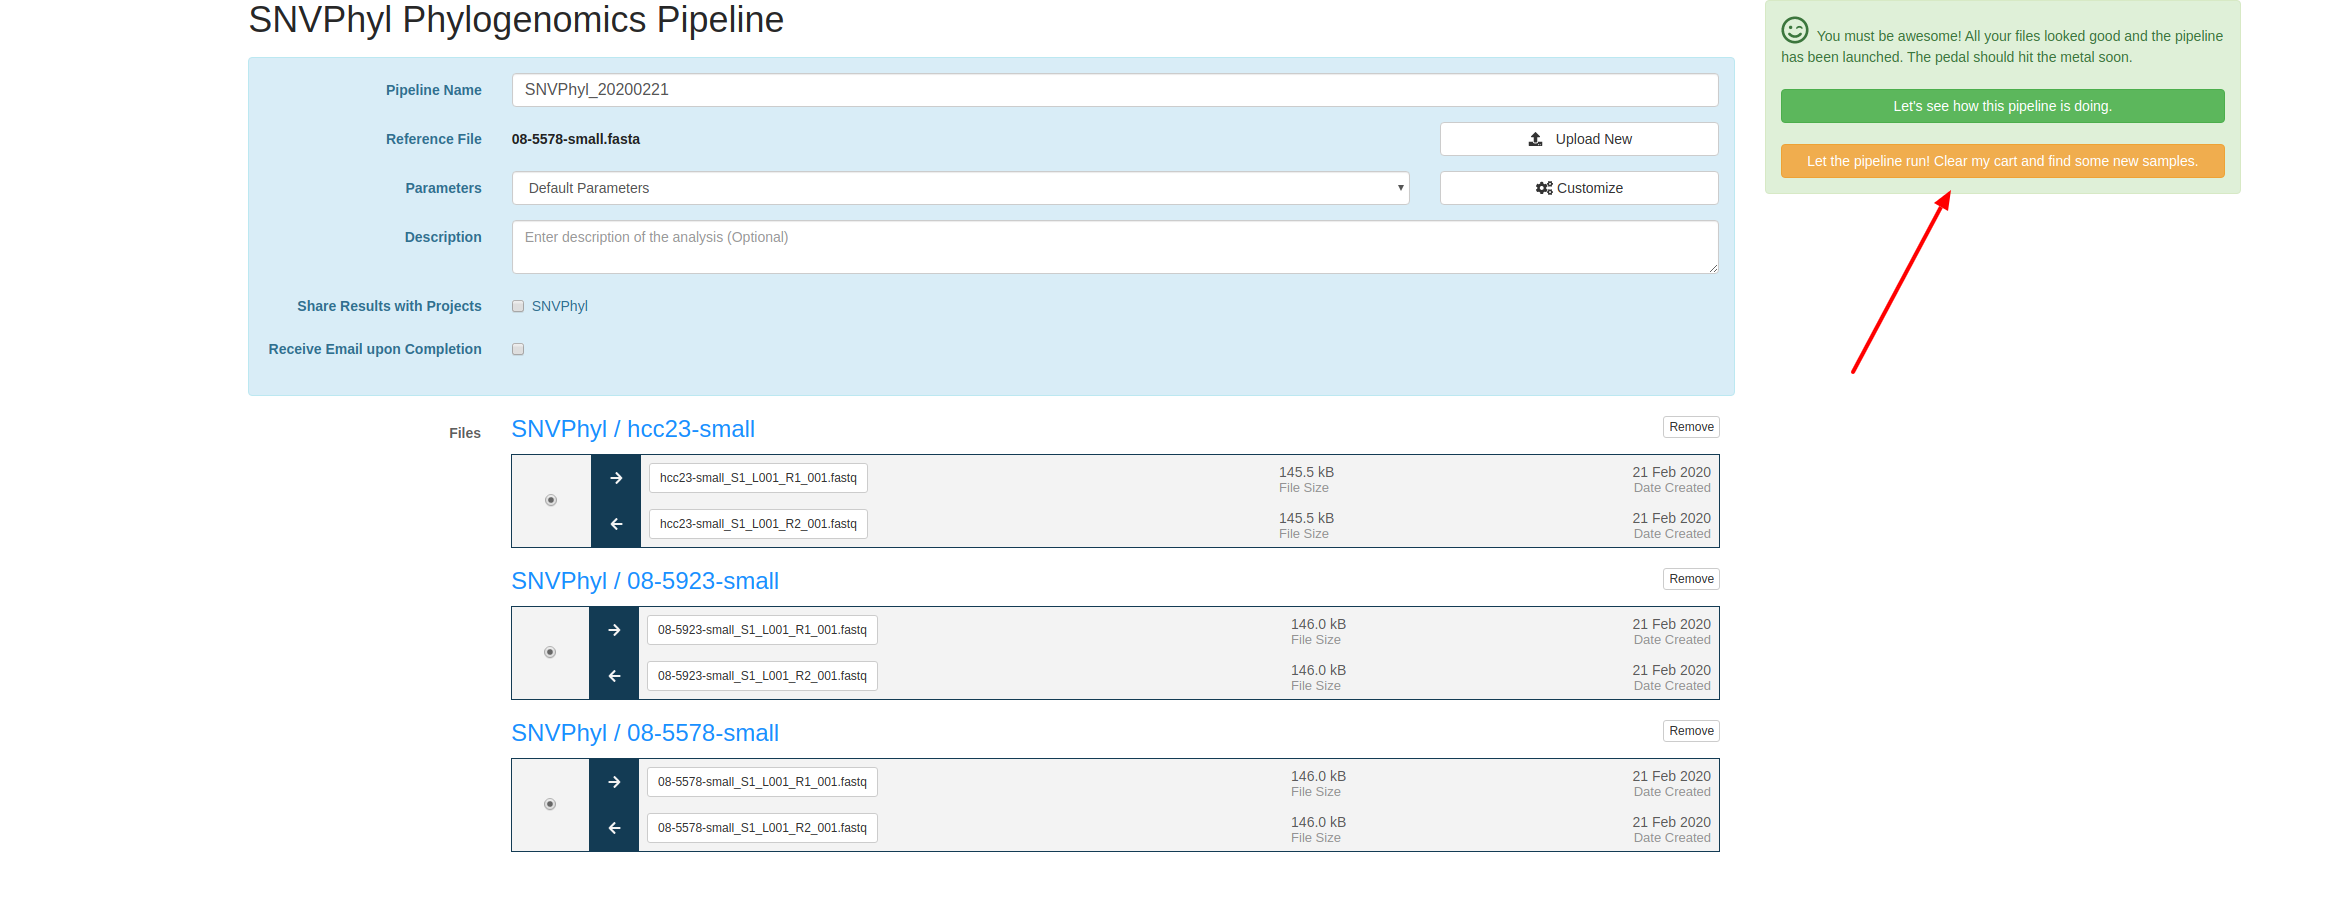 SNVPhyl Phylogenomics Pipeline
You must be awesome! All your files looked good and the pipeline
has been launched. The pedal should hit the metal soon.
Let's see how this pipeline is doing.
Let the pipeline run! Clear my cart and find some new samples.
Pipeline Name
SNVPhyl_20200221
Reference File
08-5578-small.fasta
Upload New
Parameters
Default Parameters
Customize
Description
Enter description of the analysis (Optional)
Share Results with Projects
SNVPhyl
Receive Email upon Completion
Files
SNVPhyl / hcc23-small
Remove
hcc23-small_S1_L001_R1_001.fastq
145.5 kB
File Size
21 Feb 2020
Date Created
hcc23-small_S1_L001_R2_001.fastq
145.5 kB
File Size
21 Feb 2020
Date Created
SNVPhyl / 08-5923-small
Remove
08-5923-small_S1_L001_R1_001.fastq
146.0 kB
File Size
21 Feb 2020
Date Created
08-5923-small_S1_L001_R2_001.fastq
146.0 kB
File Size
21 Feb 2020
Date Created
SNVPhyl / 08-5578-small
Remove
08-5578-small_S1_L001_R1_001.fastq
146.0 kB
File Size
21 Feb 2020
Date Created
08-5578-small_S1_L001_R2_001.fastq
146.0 kB
File Size
21 Feb 2020
Date Created